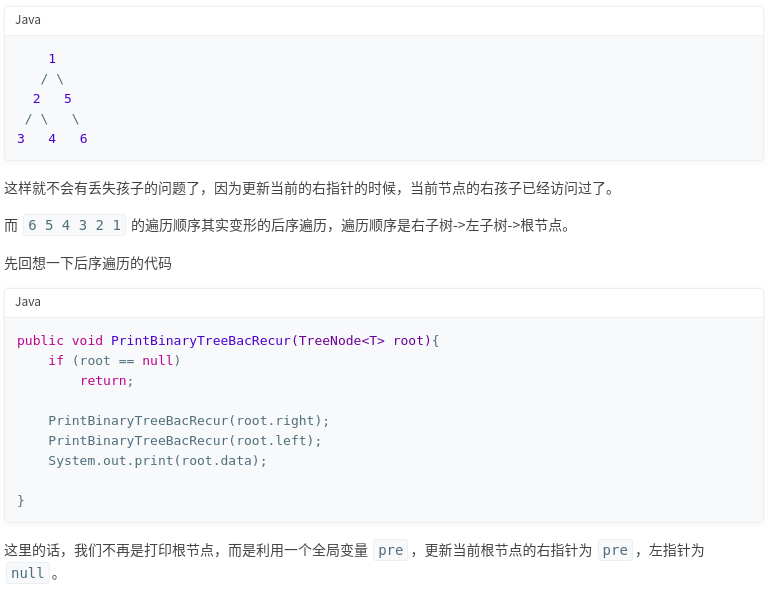 Java
    1
   / \
  2   5
 / \   \
3   4   6
这样就不会有丢失孩子的问题了，因为更新当前的右指针的时候，当前节点的右孩子已经访问过了。
而 6 5 4 3 2 1 的遍历顺序其实变形的后序遍历，遍历顺序是右子树->左子树->根节点。
先回想一下后序遍历的代码
Java
public void PrintBinaryTreeBacRecur(TreeNode<T> root){
    if (root == null)
        return;
    PrintBinaryTreeBacRecur(root.right);
    PrintBinaryTreeBacRecur(root.left);
    System.out.print(root.data);
}
这里的话，我们不再是打印根节点，而是利用一个全局变量 pre ，更新当前根节点的右指针为 pre ，左指针为
null 。